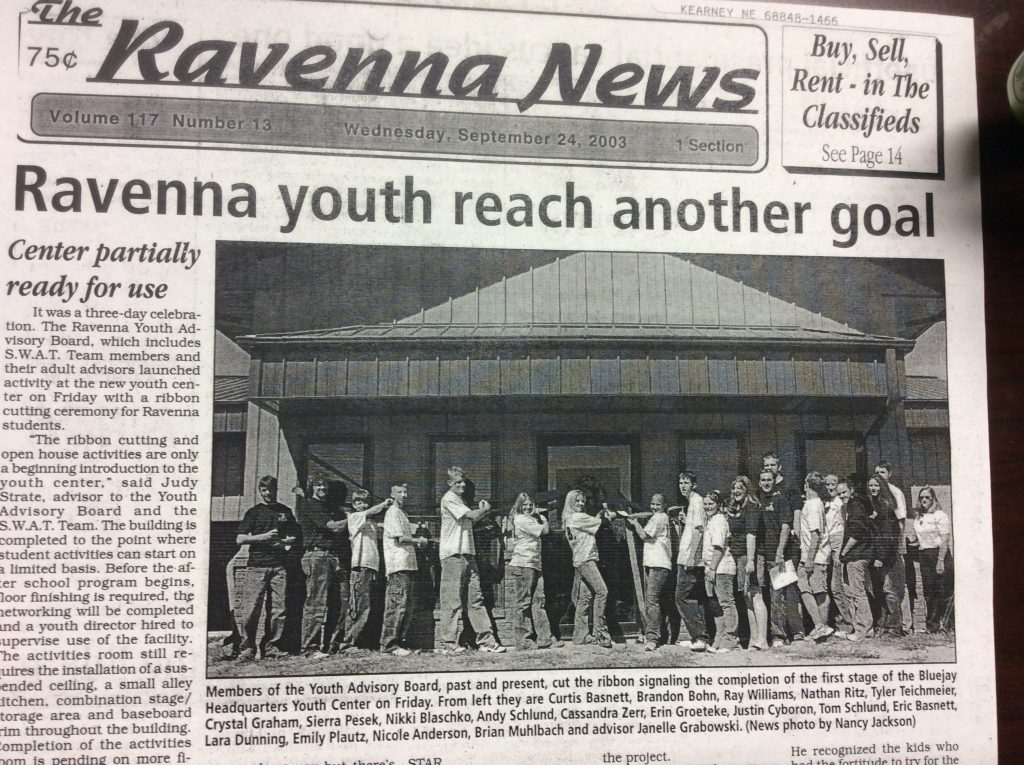 KEARNEY NE 68848-1466
The
75¢
Ravenna News
Volume 117 Number 13 Wednesday, September 24, 2003 1 Section
Buy, Sell,
Rent - in The
Classifieds
See Page 14
Ravenna youth reach another goal
Center partially
ready for use
It was a three-day celebra-
tion. The Ravenna Youth Ad-
visory Board, which includes
S.W.A.T. Team members and
their adult advisors launched
activity at the new youth cen-
ter on Friday with a ribbon
cutting ceremony for Ravenna
students.
"The ribbon cutting and
open house activities are only
a beginning introduction to the
youth center," said Judy
Strate, advisor to the Youth
Advisory Board and the
S.W.A.T. Team. The building is
completed to the point where
student activities can start on
a limited basis. Before the af-
ter school program begins,
floor finishing is required, the
networking will be completed
and a youth director hired to
supervise use of the facility.
The activities room still re-
quires the installation of a sus-
pended ceiling, a small alley
kitchen, combination stage/
storage area and baseboard
trim throughout the building.
Completion of the activities
room is pending on more fi-
Members of the Youth Advisory Board, past and present, cut the ribbon signaling the completion of the first stage of the Bluejay
Headquarters Youth Center on Friday. From left they are Curtis Basnett, Brandon Bohn, Ray Williams, Nathan Ritz, Tyler Teichmeier,
Crystal Graham, Sierra Pesek, Nikki Blaschko, Andy Schlund, Cassandra Zerr, Erin Groeteke, Justin Cyboron, Tom Schlund, Eric Basnett,
Lara Dunning, Emily Plautz, Nicole Anderson, Brian Muhlbach and advisor Janelle Grabowski. (News photo by Nancy Jackson)
but there's STAR
the project.
He recognized the kids who
had the fortitude to try for the